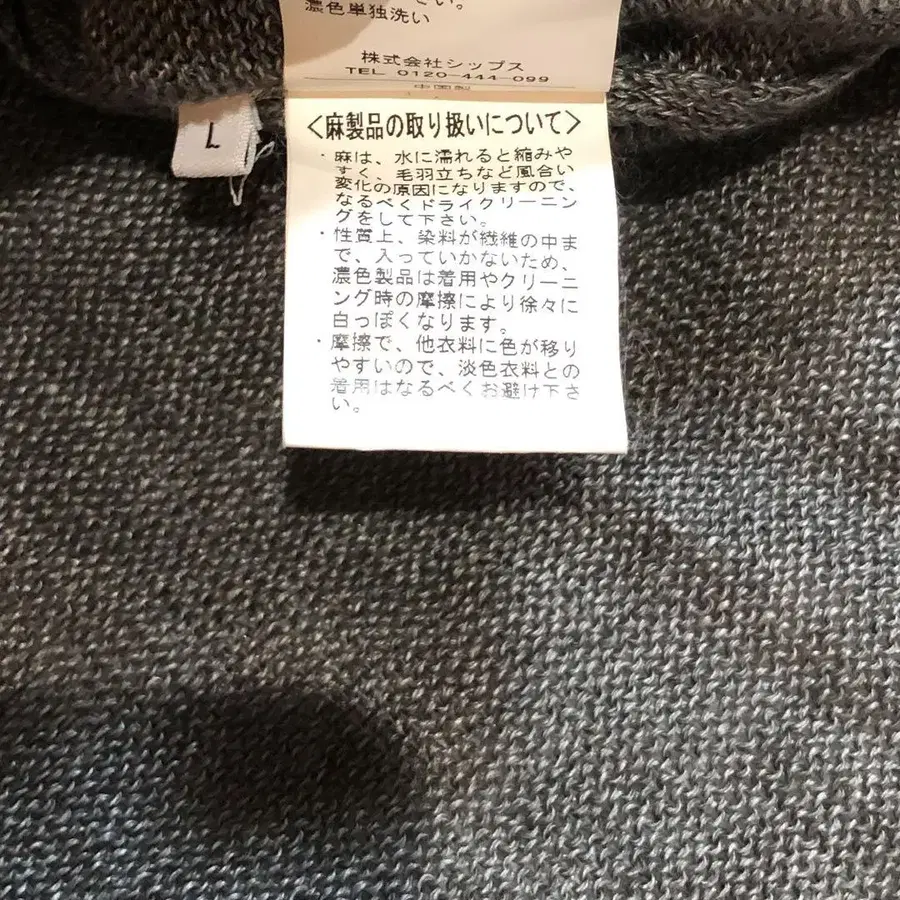 さい。
濃色単独洗い
株式会社シップス
TEL 0120-444-099
中国製
L
<麻製品の取り扱いについて>
・麻は、水に濡れると縮みや
すく、毛羽立ちなど風合い
変化の原因になりますので、
なるべくドライクリーニン
グをして下さい。
・性質上、染料が繊維の中ま
で、入っていかないため、
濃色製品は着用やクリーニ
ング時の摩擦により徐々に
白っぽくなります。
・摩擦で、他衣料に色が移り
やすいので、淡色衣料との
着用はなるべくお避け下さ
い。